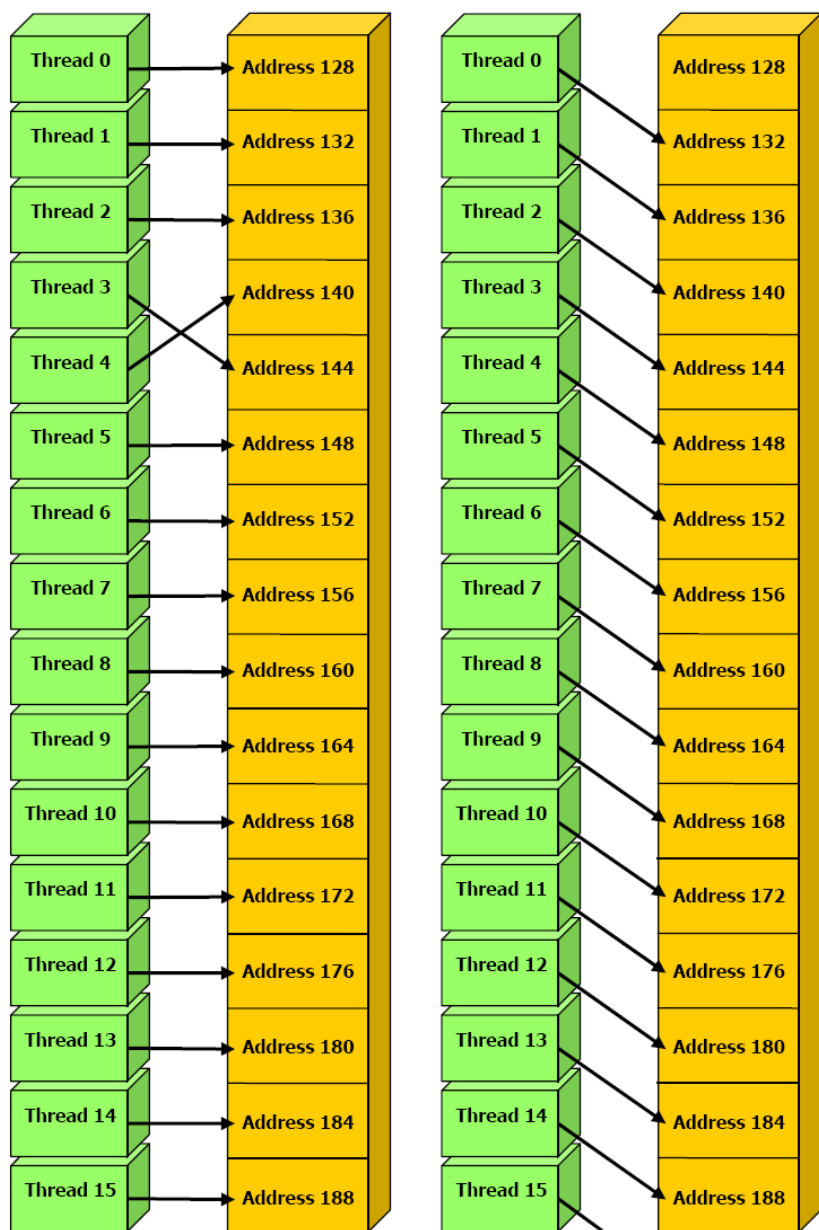 Thread 0 Address 128 Thread 0 Address 128
Thread 1 Address 132 Thread 1 Address 132
Thread 2 Address 136 Thread 2 Address 136
Thread 3 Address 140 Thread 3 Address 140
Thread 4 Address 144 Thread 4 Address 144
Thread 5 Address 148 Thread 5 Address 148
Thread 6 Address 152 Thread 6 Address 152
Thread 7 Address 156 Thread 7 Address 156
Thread 8 Address 160 Thread 8 Address 160
Thread 9 Address 164 Thread 9 Address 164
Thread 10 Address 168 Thread 10 Address 168
Thread 11 Address 172 Thread 11 Address 172
Thread 12 Address 176 Thread 12 Address 176
Thread 13 Address 180 Thread 13 Address 180
Thread 14 Address 184 Thread 14 Address 184
Thread 15 Address 188 Thread 15 Address 188